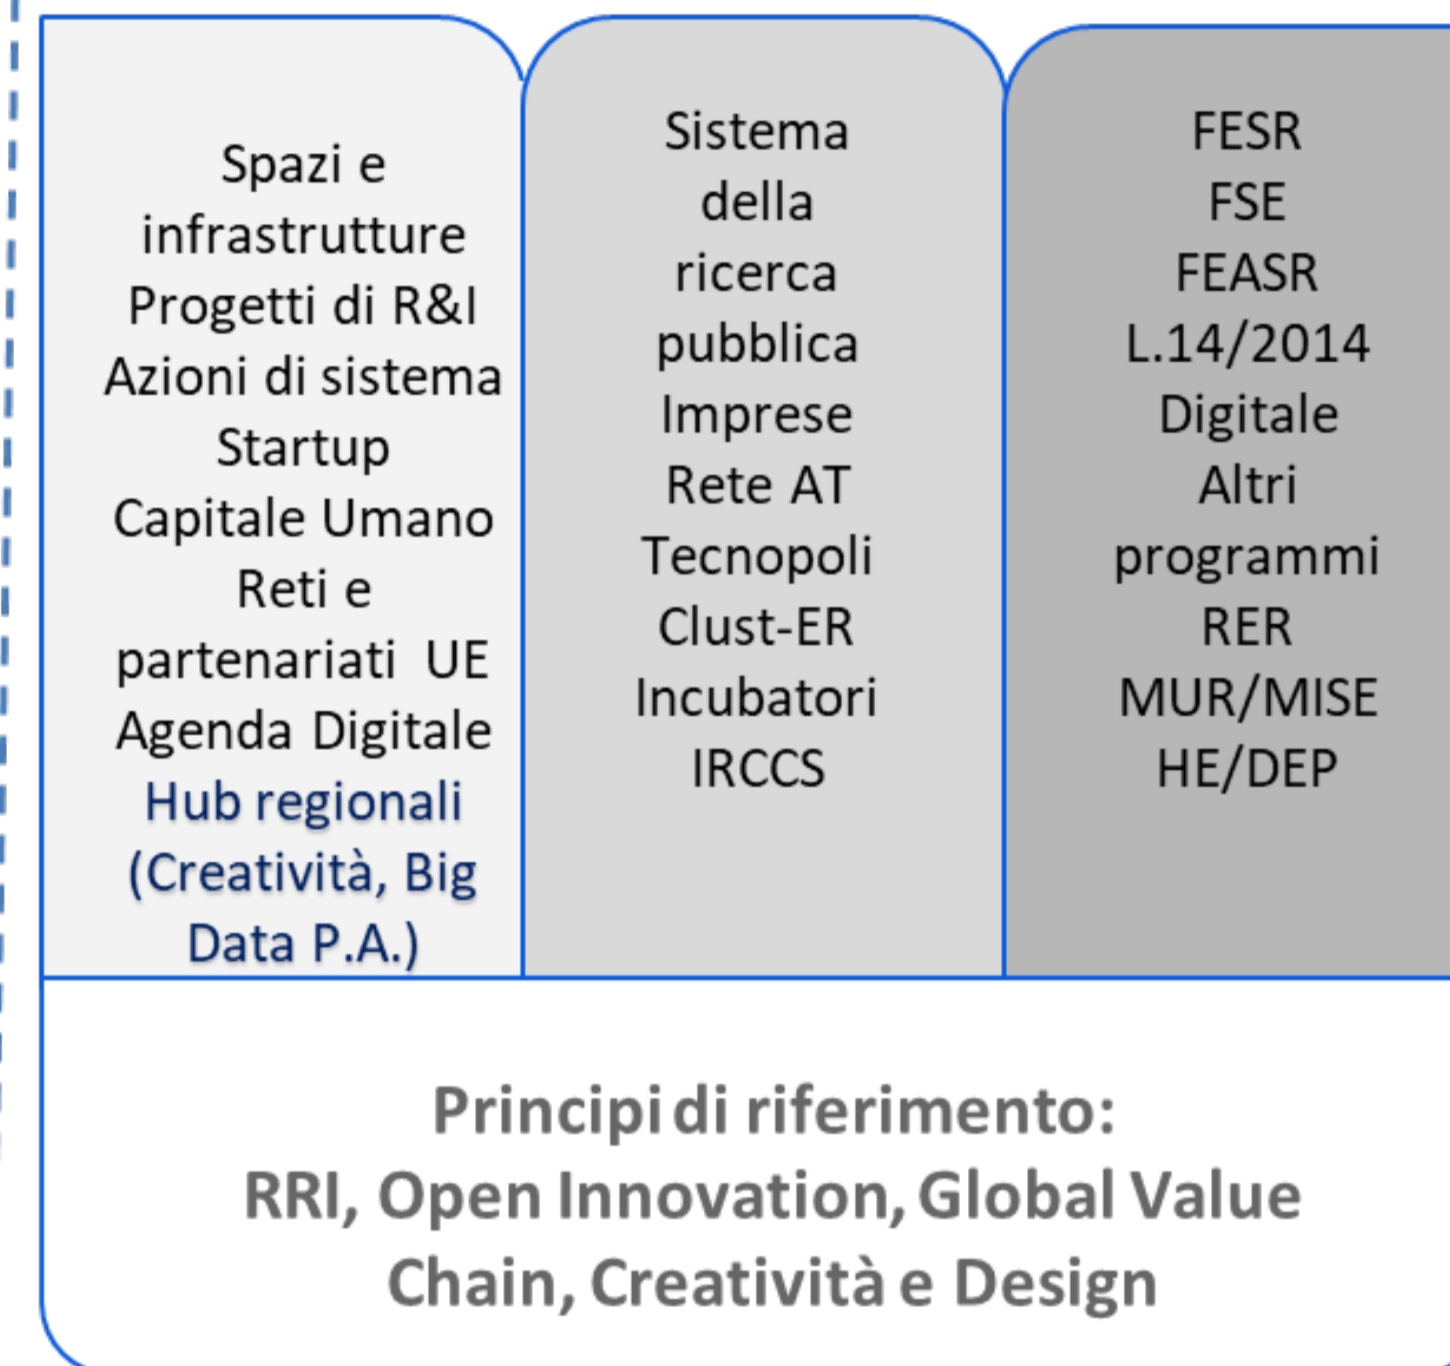 Spazi e
infrastrutture
Progetti di R&I
Azioni di sistema
Startup
Capitale Umano
Reti e
partenariati UE
Agenda Digitale
Hub regionali
(Creatività, Big
Data P.A.)
Sistema
della
ricerca
pubblica
Imprese
Rete AT
Tecnopoli
Clust-ER
Incubatori
IRCCS
FESR
FSE
FEASR
L.14/2014
Digitale
Altri
programmi
RER
MUR/MISE
HE/DEP
Principi di riferimento:
RRI, Open Innovation, Global Value
Chain, Creatività e Design